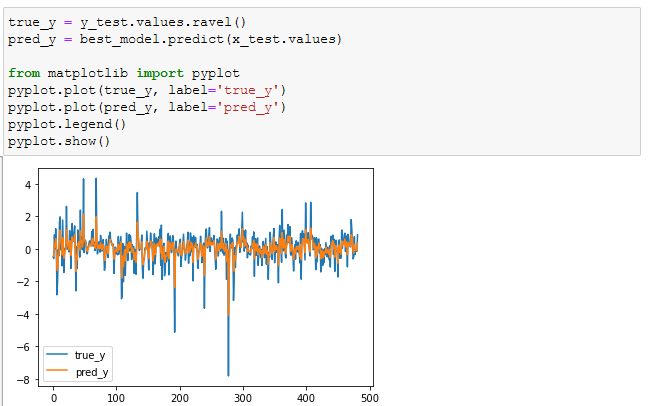 true_y = y_test.values.ravel()
pred_y = best_model.predict(x_test.values)
from matplotlib import pyplot
pyplot.plot(true_y, label='true_y')
pyplot.plot(pred_y, label='pred_y')
pyplot.legend()
pyplot.show()
4
2
0
−2
−4
−6
−8
true_y
pred_y
0 100 200 300 400 500